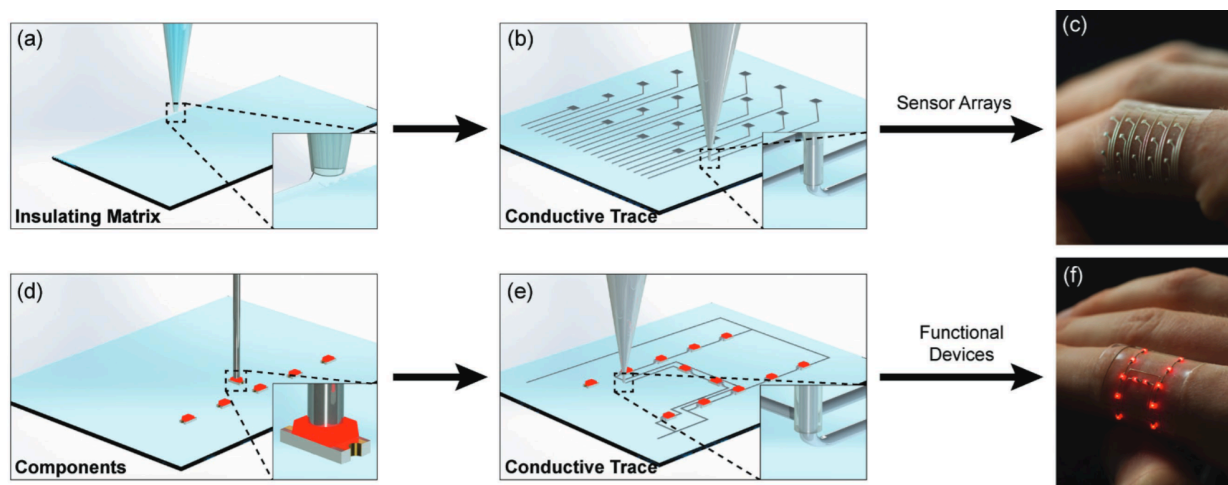 (a)
Insulating Matrix
(b)
Conductive Trace
Sensor Arrays
(c)
(d)
Components
(e)
Conductive Trace
Functional
Devices
(f)